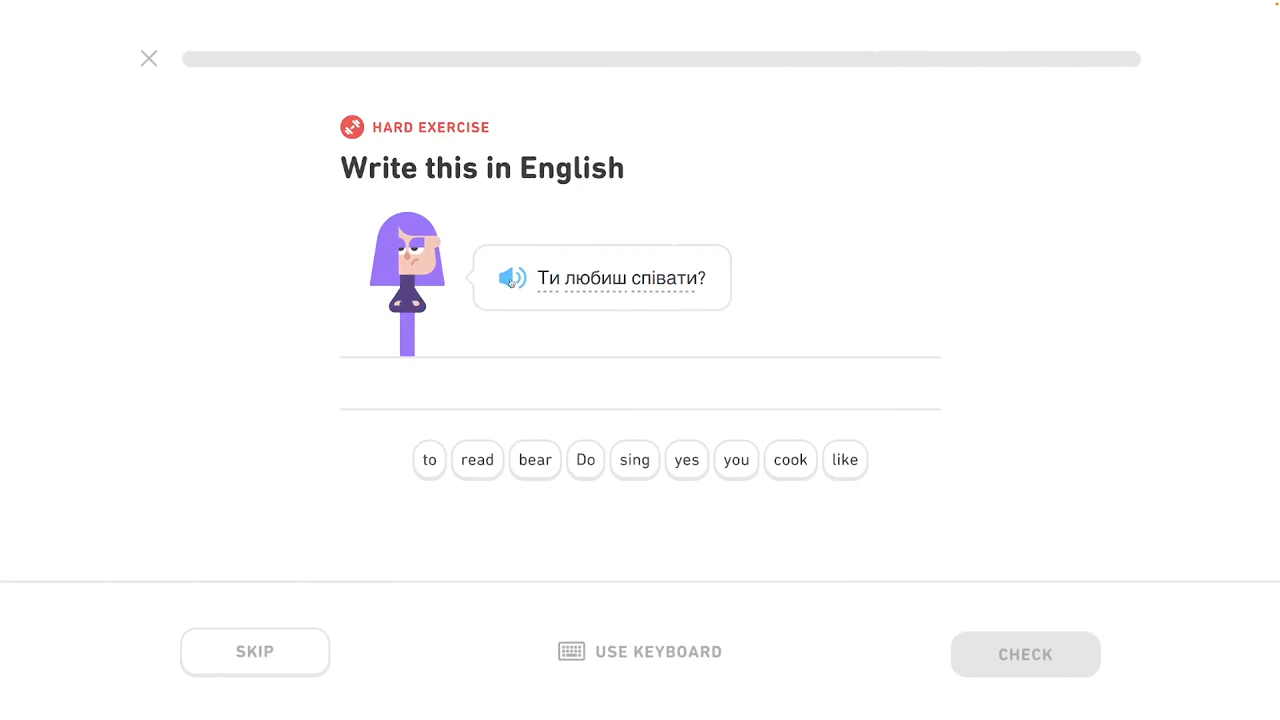 HARD EXERCISE
Write this in English
Ти любиш співати?
to read bear Do sing yes you cook like
SKIP
USE KEYBOARD
CHECK